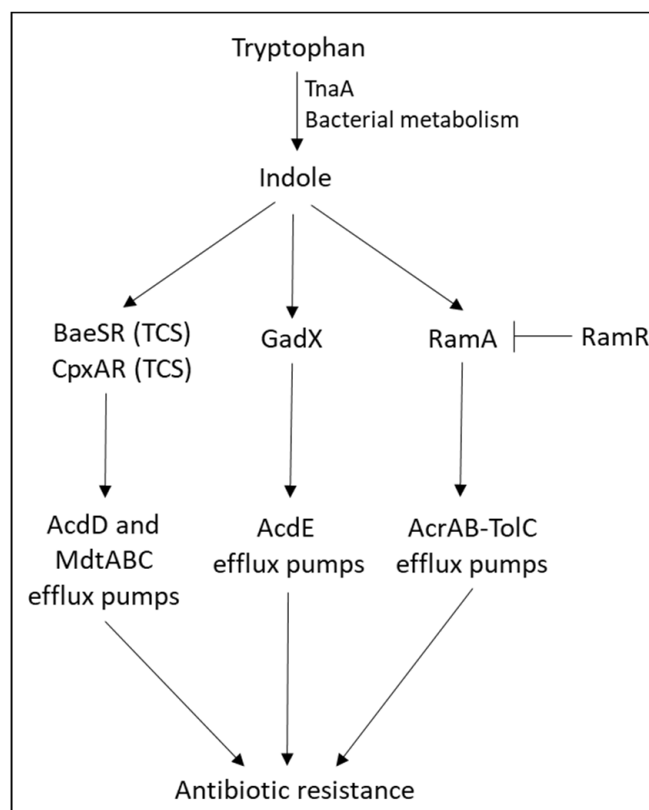 Tryptophan
TnaA
Bacterial metabolism
Indole
BaeSR (TCS)
CpxAR (TCS)
GadX
RamA
RamR
AcdD and
MdtABC
efflux pumps
AcdE
efflux pumps
AcrAB-TolC
efflux pumps
Antibiotic resistance